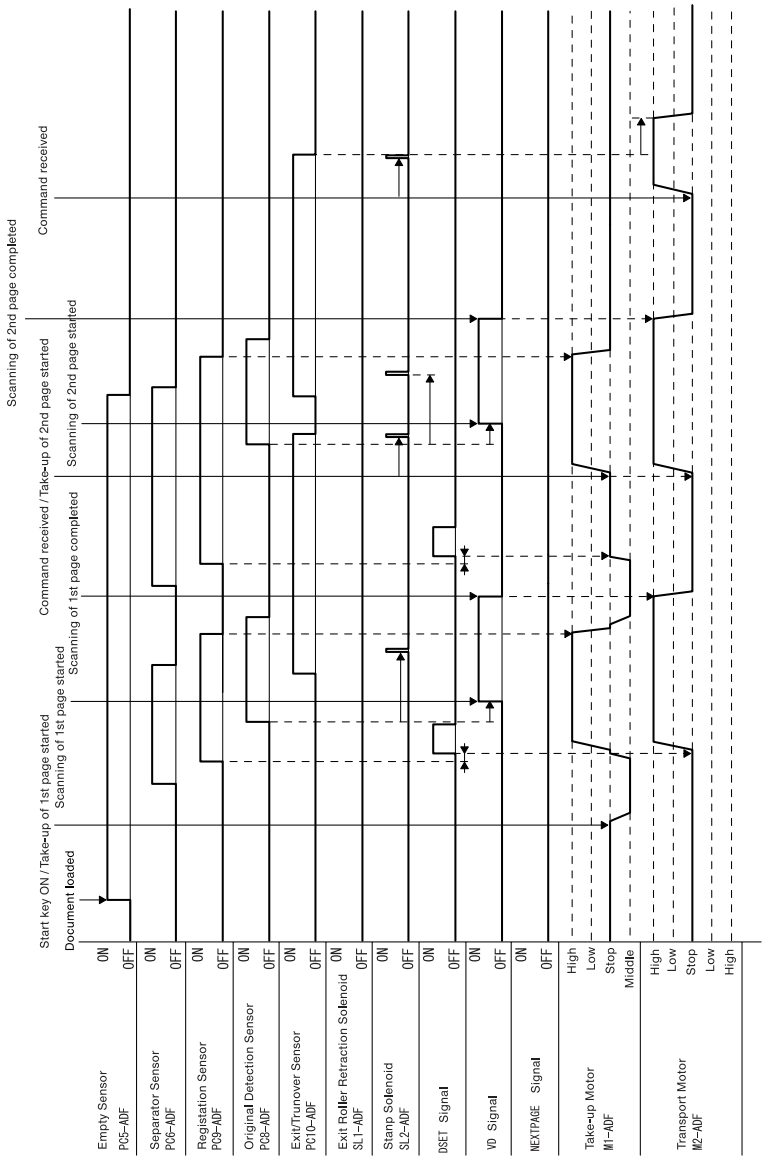 Scanning of 2nd page completed
Start key ON / Take-up of 1st page started
Command received / Take-up of 2nd page started
Command received
Scanning of 1st page started
Scanning of 1st page completed
Scanning of 2nd page started
Document loaded
Empty Sensor
PC5-ADF
ON
OFF
Separator Sensor
PC6-ADF
ON
OFF
Registation Sensor
PC9-ADF
ON
OFF
Original Detection Sensor
PC8-ADF
ON
OFF
Exit/Trunover Sensor
PC10-ADF
ON
OFF
Exit Roller Retraction Solenoid
SL1-ADF
ON
OFF
Stanp Solenoid
SL2-ADF
ON
OFF
DSET Signal
ON
OFF
VD Signal
ON
OFF
NEXTPAGE Signal
ON
OFF
Take-up Motor
M1-ADF
High
Low
Stop
Middle
Transport Motor
M2-ADF
High
Low
Stop
Low
High